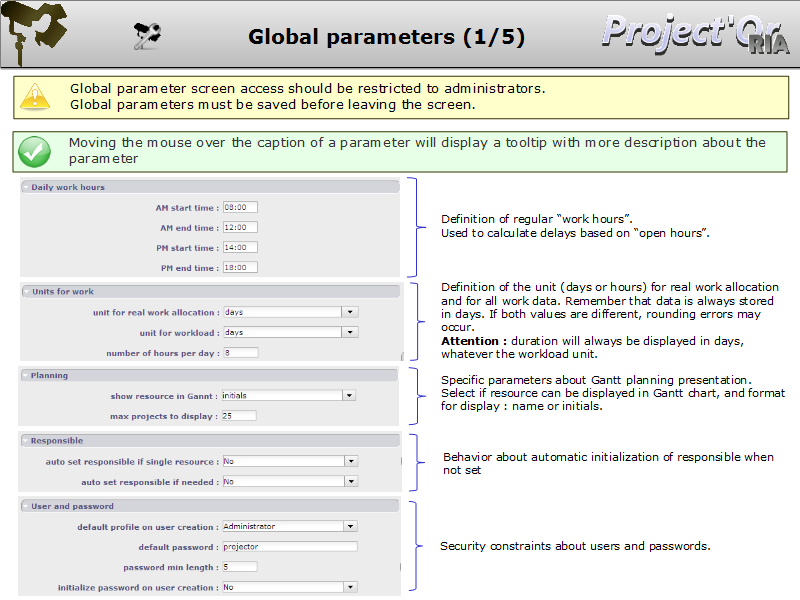 Global parameters (1/5)
Project'Or
RIA
Global parameter screen access should be restricted to administrators.
Global parameters must be saved before leaving the screen.
Moving the mouse over the caption of a parameter will display a tooltip with more description about the
parameter
Daily work hours
AM start time : 08:00
AM end time : 12:00
PM start time : 14:00
PM end time : 18:00
Definition of regular “work hours”.
Used to calculate delays based on “open hours”.
Units for work
unit for real work allocation : days
unit for workload : days
number of hours per day : 8
Definition of the unit (days or hours) for real work allocation
and for all work data. Remember that data is always stored
in days. If both values are different, rounding errors may
occur.
Attention : duration will always be displayed in days,
whatever the workload unit.
Planning
show resource in Gannt : initials
max projects to display : 25
Specific parameters about Gantt planning presentation.
Select if resource can be displayed in Gantt chart, and format
for display : name or initials.
Responsible
auto set responsible if single resource : No
auto set responsible if needed : No
Behavior about automatic initialization of responsible when
not set
User and password
default profile on user creation : Administrator
default password : projector
password min length : 5
initialize password on user creation : No
Security constraints about users and passwords.